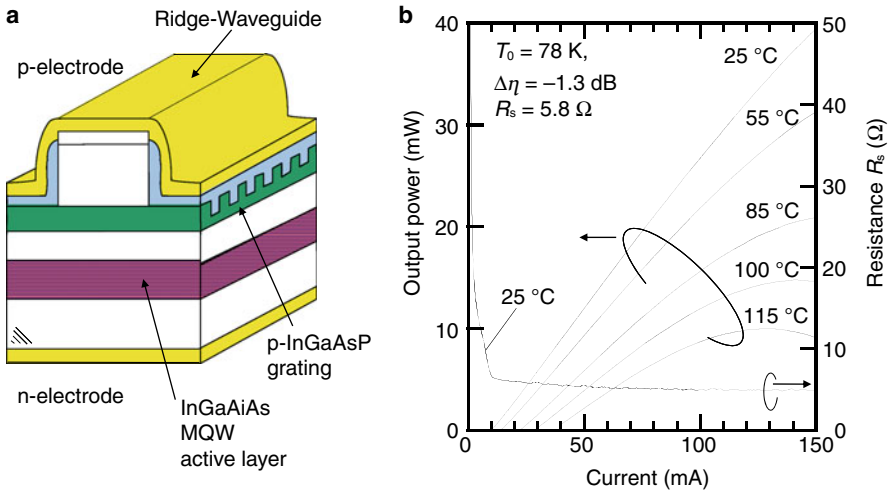 a
Ridge-Waveguide
p-electrode
p-InGaAsP
grating
n-electrode
InGaAiAs
MQW
active layer
b
40
30
20
10
0
Output power (mW)
T0 = 78 K,
Δη = –1.3 dB
Rs = 5.8 Ω
25 °C
55 °C
85 °C
100 °C
115 °C
25 °C
50
40
30
20
10
0
Resistance Rs (Ω)
0
50
100
150
Current (mA)